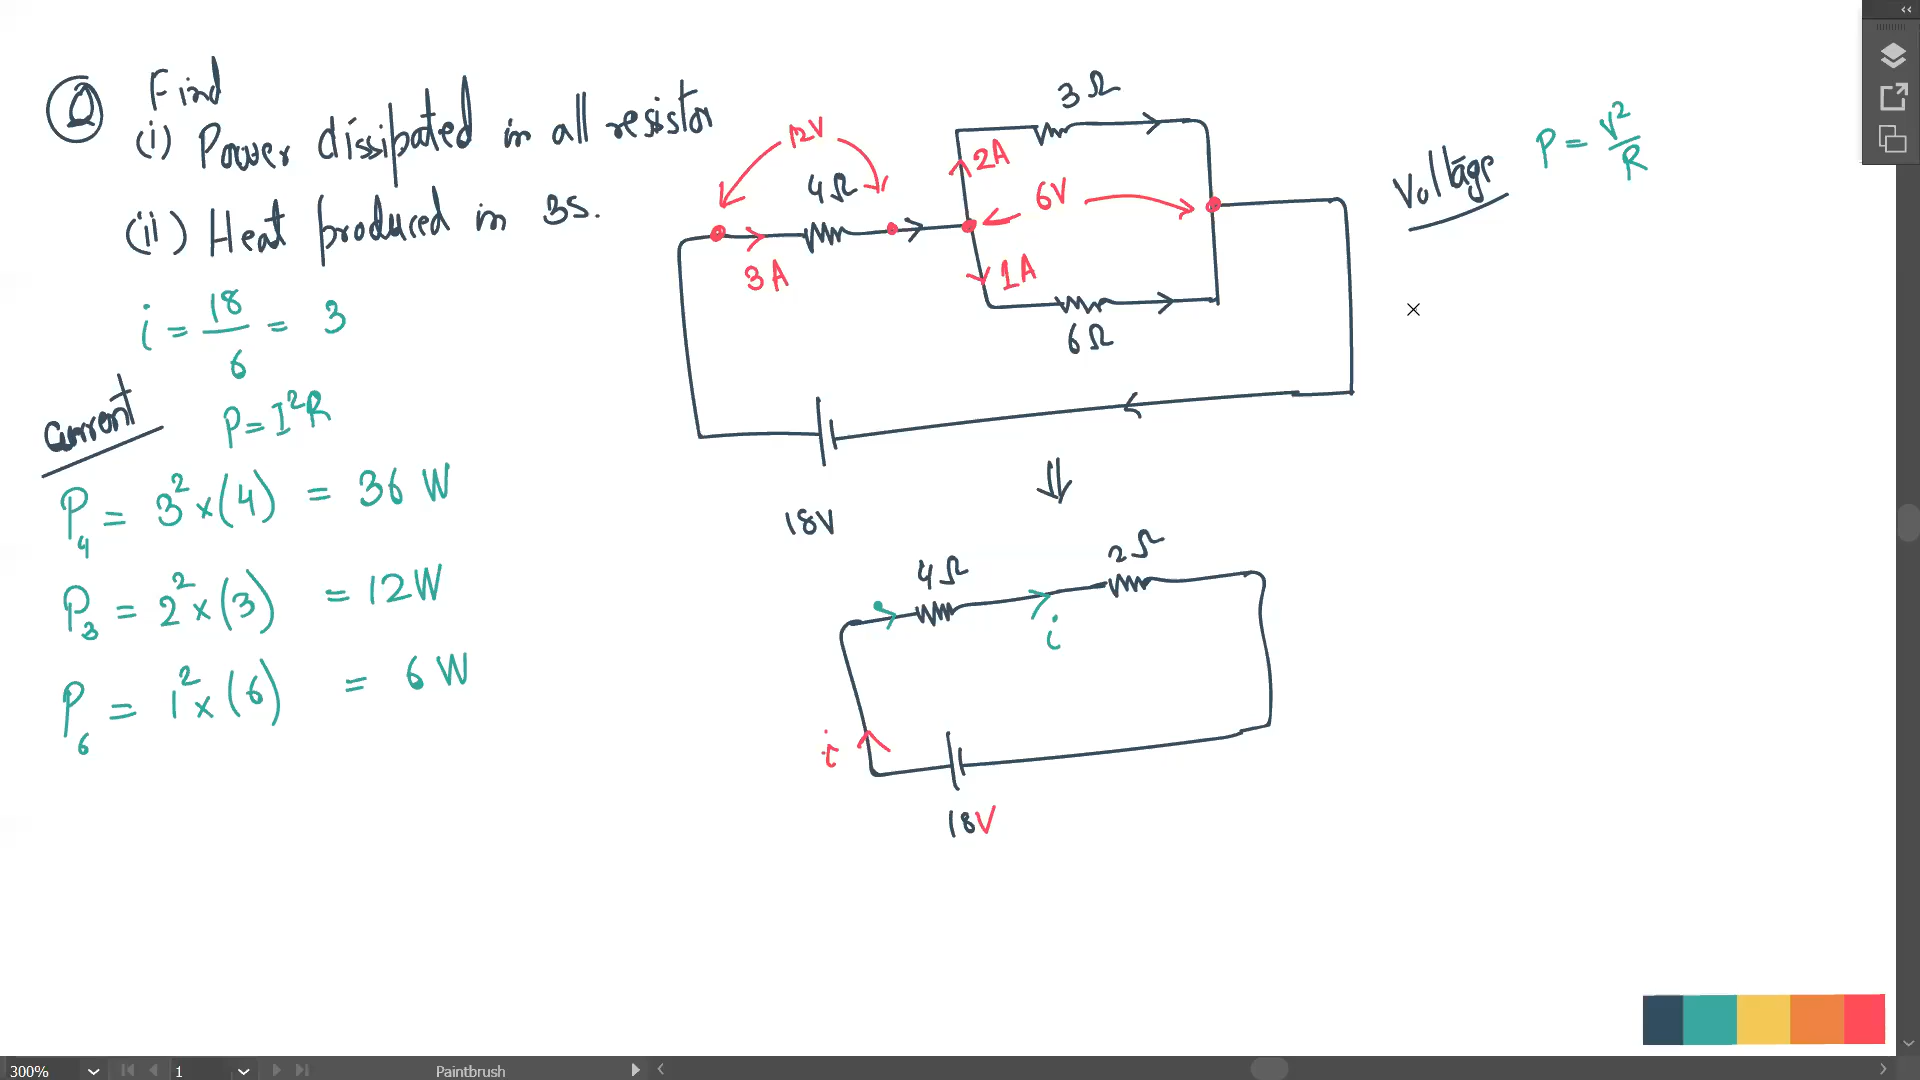 Q Find
(i) Power dissipated in all resistor
(ii) Heat produced in 3s.
i = 18/6 = 3
Current
P = I²R
P₄ = 3² × (4) = 36 W
P₃ = 2² × (3) = 12W
P₆ = 1² × (6) = 6 W
3Ω
12V
2A
4Ω
6V
3A
1A
6Ω
18V
⇓
4Ω
2Ω
i
i
18V
Voltage P = V²/R
300%
1
Paintbrush